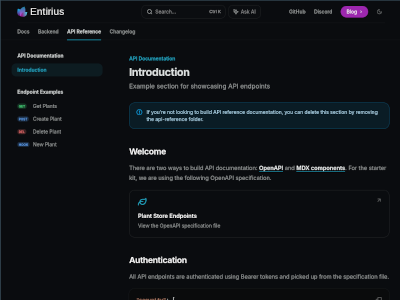 Entirius
Search...
Ctrl K
Ask AI
GitHub
Discord
Blog
Docs
Backend
API Reference
Changelog
API Documentation
Introduction
Endpoint Examples
GET Get Plants
POST Create Plant
DEL Delete Plant
HOOK New Plant
API Documentation
Introduction
Example section for showcasing API endpoints
If you're not looking to build API reference documentation, you can delete this section by removing
the api-reference folder.
Welcome
There are two ways to build API documentation: OpenAPI and MDX components. For the starter
kit, we are using the following OpenAPI specification.
Plant Store Endpoints
View the OpenAPI specification file
Authentication
All API endpoints are authenticated using Bearer tokens and picked up from the specification file.